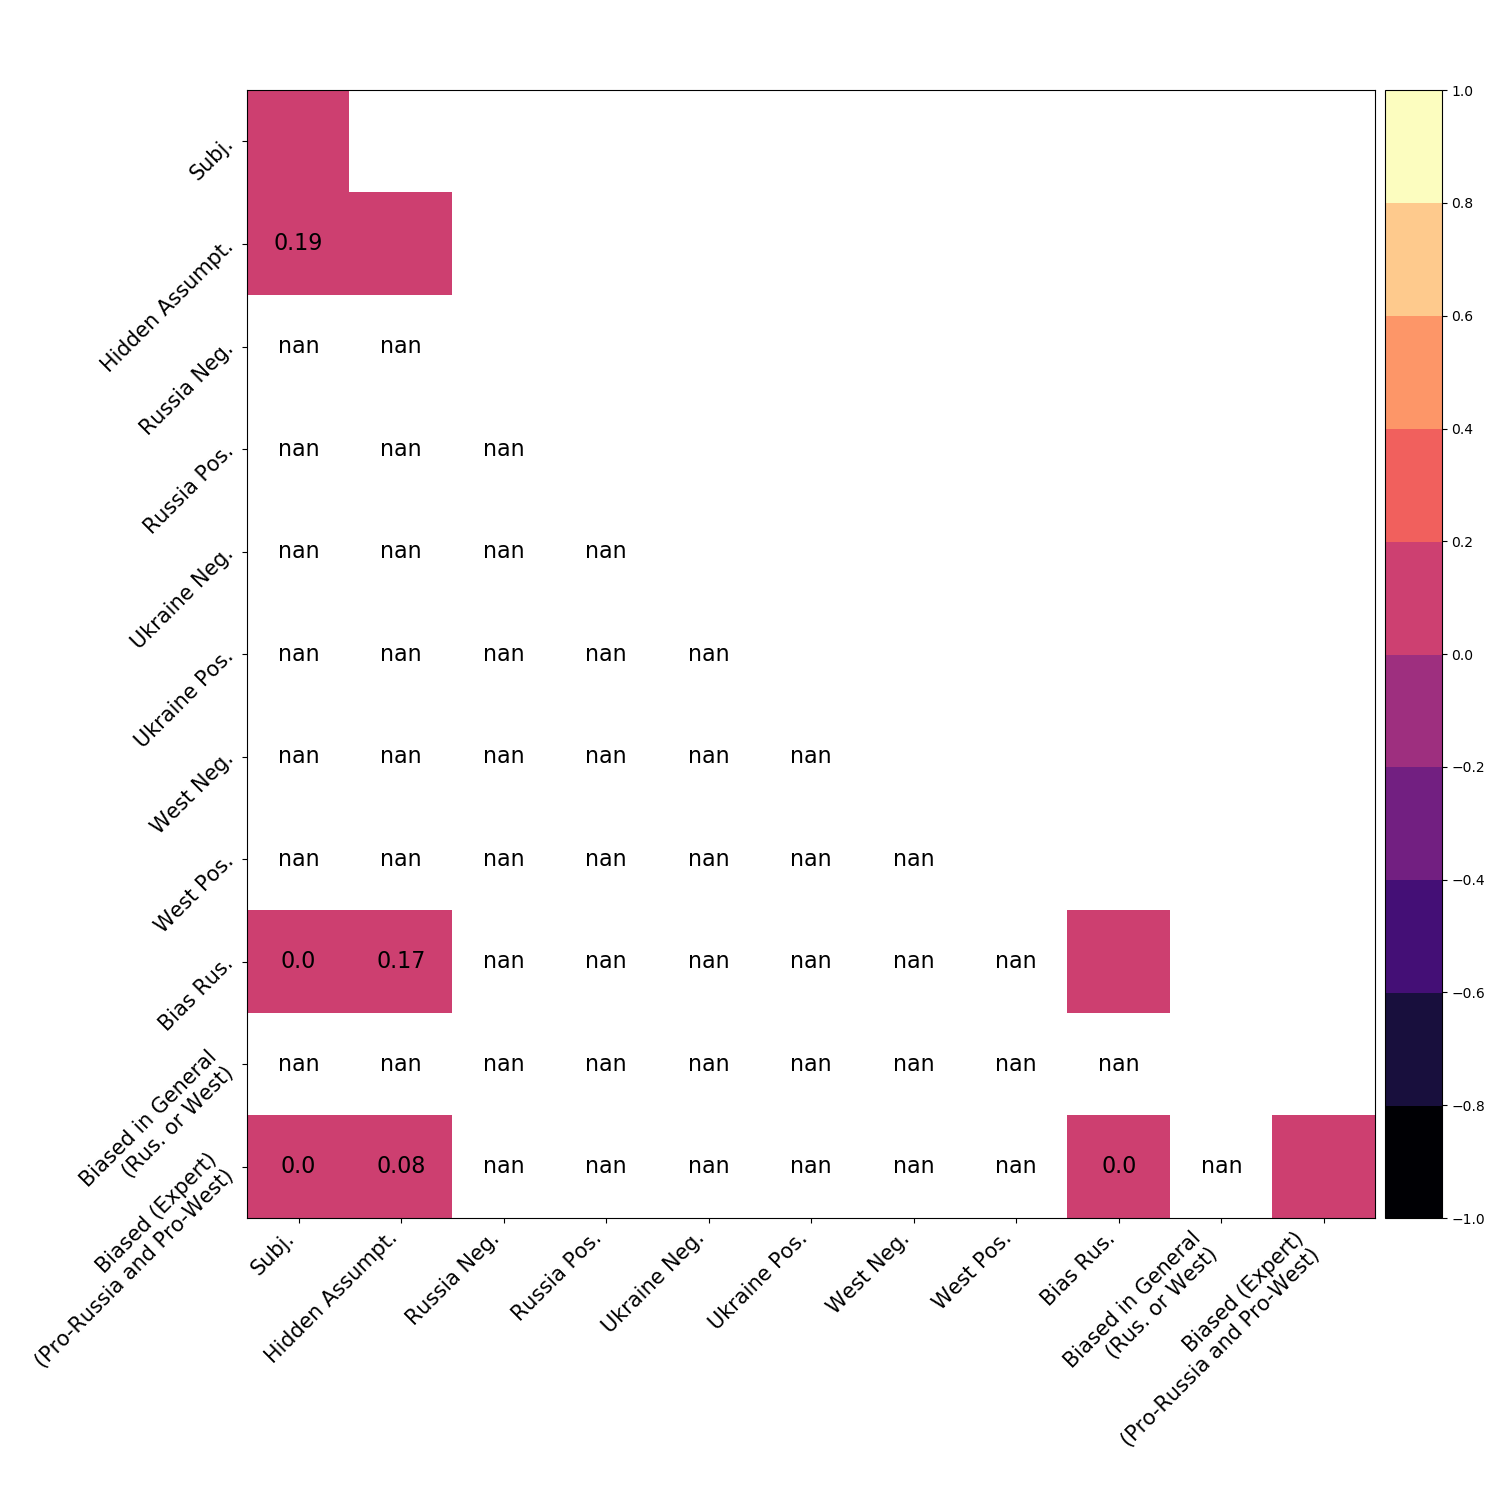 1.0
Subj.
0.8
Hidden Assumpt.
0.19
Russia Neg.
nan nan
0.6
Russia Pos.
nan nan nan
0.4
Ukraine Neg.
nan nan nan nan
0.2
Ukraine Pos.
nan nan nan nan nan
0.0
West Neg.
nan nan nan nan nan nan
−0.2
West Pos.
nan nan nan nan nan nan nan
−0.4
Bias Rus.
0.0 0.17 nan nan nan nan nan nan
−0.6
Biased in General
(Rus. or West)
nan nan nan nan nan nan nan nan nan
−0.8
Biased (Expert)
(Pro-Russia and Pro-West)
0.0 0.08 nan nan nan nan nan nan 0.0 nan
−1.0
Subj.
Hidden Assumpt.
Russia Neg.
Russia Pos.
Ukraine Neg.
Ukraine Pos.
West Neg.
West Pos.
Bias Rus.
Biased in General
(Rus. or West)
Biased (Expert)
(Pro-Russia and Pro-West)